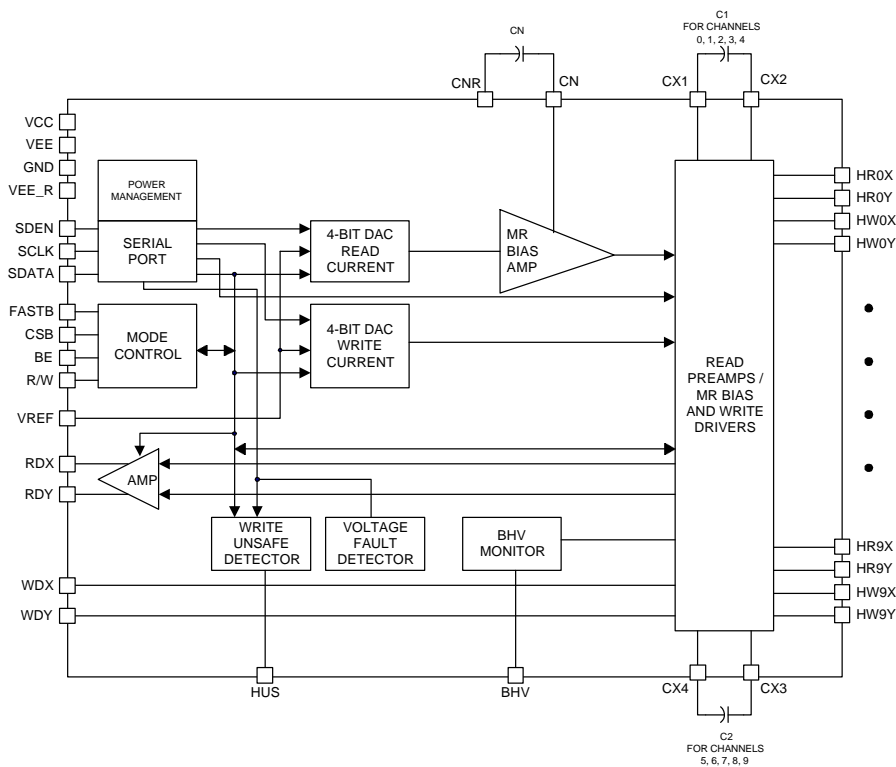 C1
FOR CHANNELS
0, 1, 2, 3, 4
CN
CNR
CN
CX1
CX2
VCC
VEE
GND
VEE_R
SDEN
SCLK
SDATA
FASTB
CSB
BE
R/W
VREF
RDX
RDY
WDX
WDY
POWER
MANAGEMENT
SERIAL
PORT
MODE
CONTROL
AMP
4-BIT DAC
READ
CURRENT
4-BIT DAC
WRITE
CURRENT
MR
BIAS
AMP
WRITE
UNSAFE
DETECTOR
VOLTAGE
FAULT
DETECTOR
BHV
MONITOR
READ
PREAMPS /
MR BIAS
AND WRITE
DRIVERS
HR0X
HR0Y
HW0X
HW0Y
HR9X
HR9Y
HW9X
HW9Y
HUS
BHV
CX4
CX3
C2
FOR CHANNELS
5, 6, 7, 8, 9